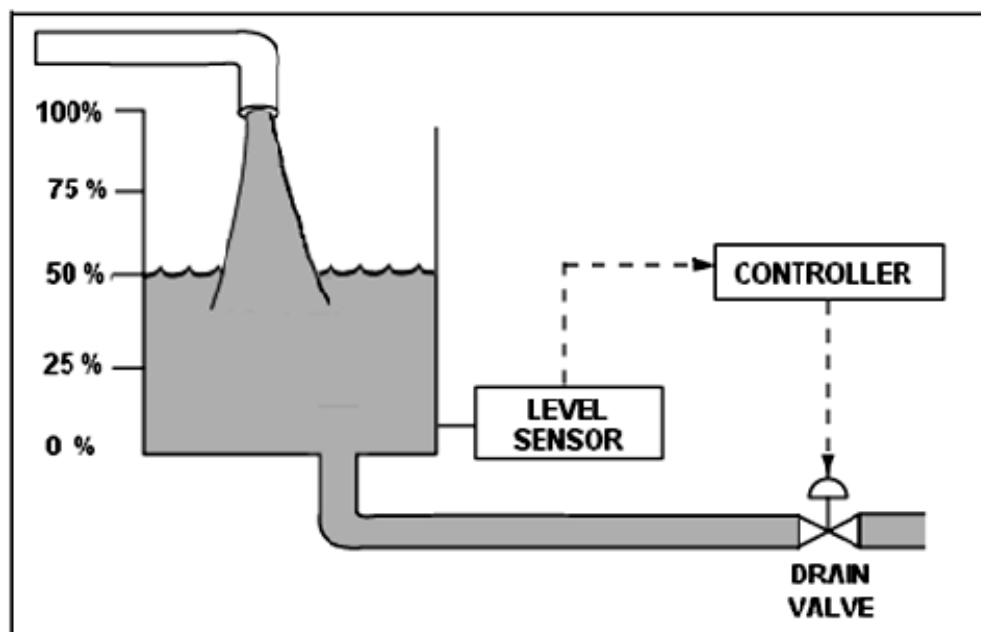 100%
75 %
50 %
25 %
0 %
CONTROLLER
LEVEL
SENSOR
DRAIN
VALVE